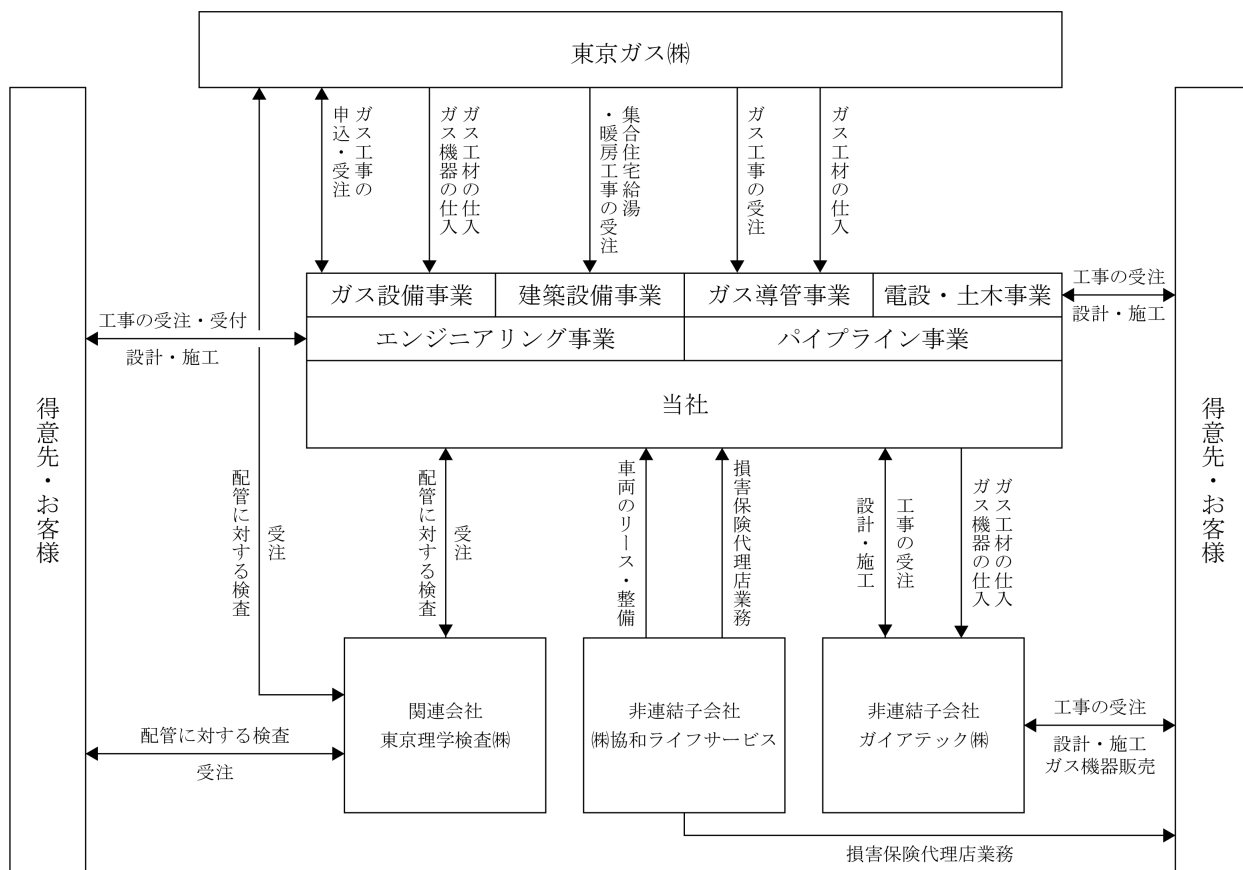 東京ガス㈱
ガス工事の
申込・受注
ガス工材の仕入
ガス機器の仕入
集合住宅給湯
・暖房工事の受注
ガス工事の受注
ガス工材の仕入
ガス設備事業
建築設備事業
ガス導管事業
電設・土木事業
エンジニアリング事業
パイプライン事業
当社
工事の受注・受付
設計・施工
工事の受注
設計・施工
得意先・お客様
得意先・お客様
受注
配管に対する検査
受注
配管に対する検査
車両のリース・整備
損害保険代理店業務
工事の受注
設計・施工
ガス工材の仕入
ガス機器の仕入
関連会社
東京理学検査㈱
非連結子会社
㈱協和ライフサービス
非連結子会社
ガイアテック㈱
配管に対する検査
受注
工事の受注
設計・施工
ガス機器販売
損害保険代理店業務